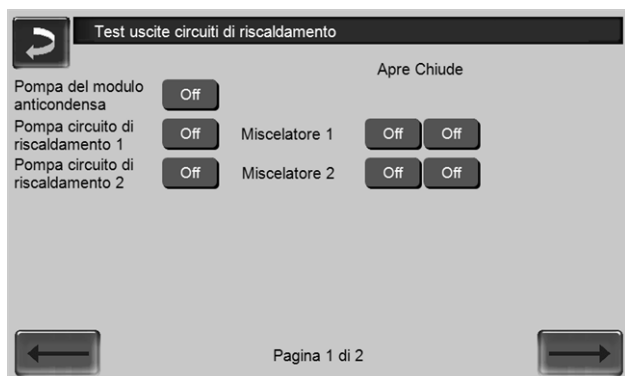 Test uscite circuiti di riscaldamento
Apre Chiude
Pompa del modulo
anticondensa
Off
Pompa circuito di
riscaldamento 1
Off
Miscelatore 1
Off
Off
Pompa circuito di
riscaldamento 2
Off
Miscelatore 2
Off
Off
Pagina 1 di 2